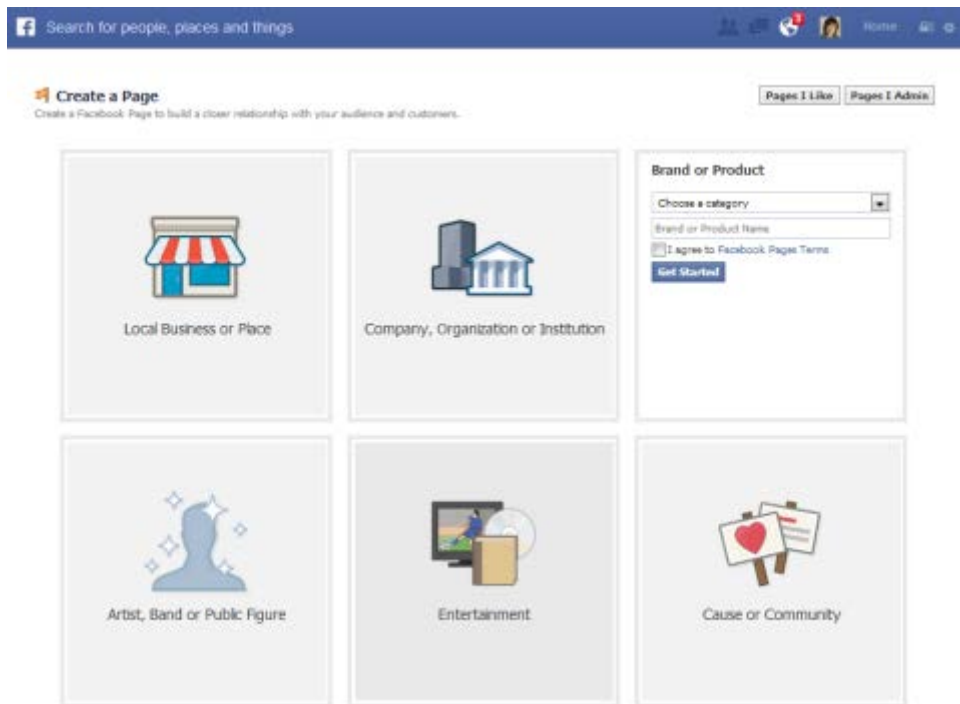 f Search for people, places and things 3 Home
Create a Page
Pages I Like Pages I Admin
Create a Facebook Page to build a closer relationship with your audience and customers.
Local Business or Place
Company, Organization or Institution
Brand or Product
Choose a category
Brand or Product Name
I agree to Facebook Pages Terms
Get Started
Artist, Band or Public Figure
Entertainment
Cause or Community